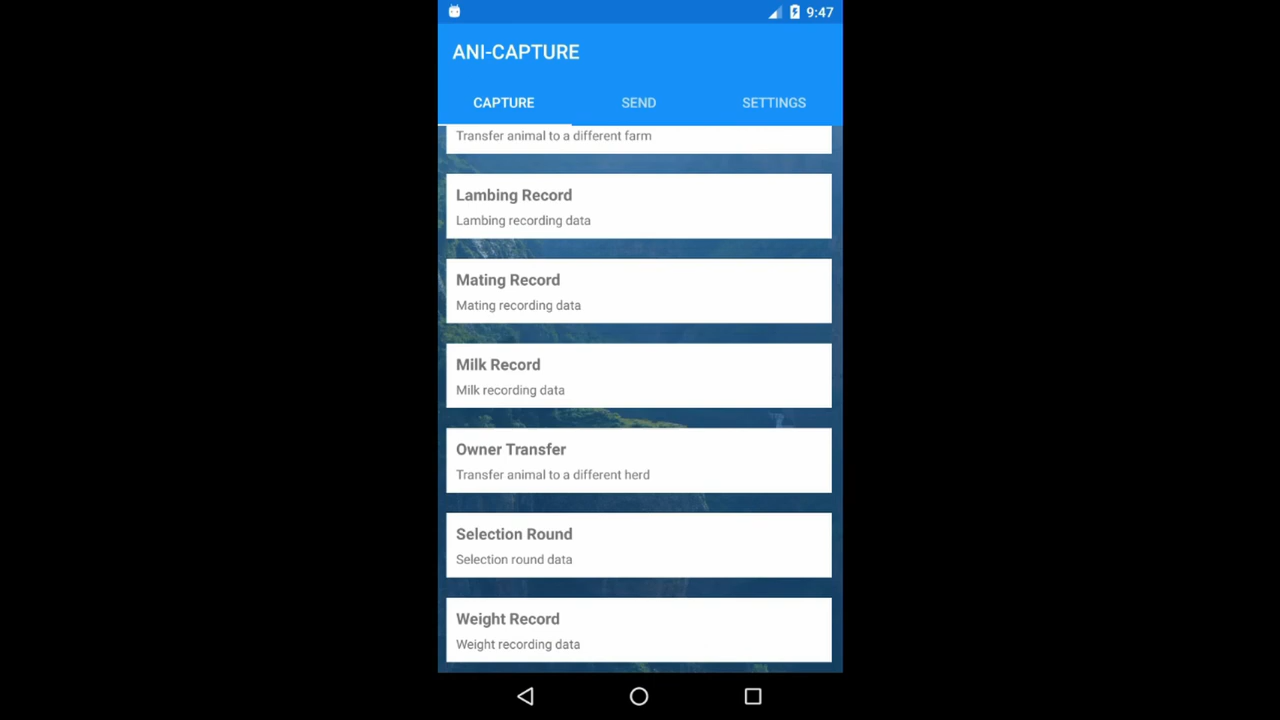 9:47
ANI-CAPTURE
CAPTURE SEND SETTINGS
Transfer animal to a different farm
Lambing Record
Lambing recording data
Mating Record
Mating recording data
Milk Record
Milk recording data
Owner Transfer
Transfer animal to a different herd
Selection Round
Selection round data
Weight Record
Weight recording data